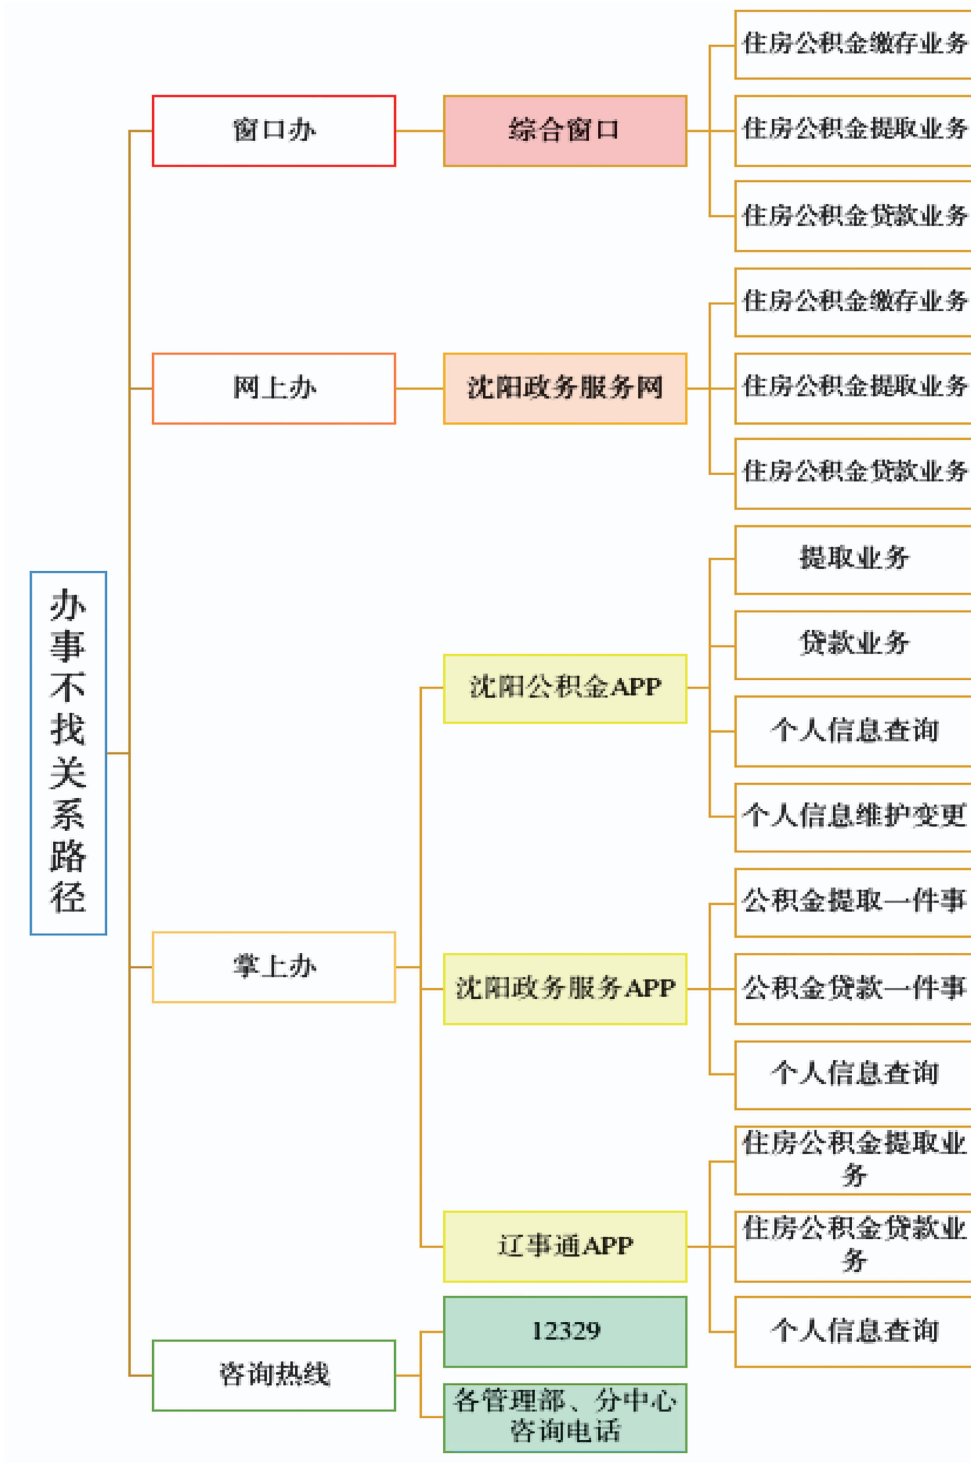 办事不找关系路径
窗口办
综合窗口
住房公积金缴存业务
住房公积金提取业务
住房公积金贷款业务
网上办
沈阳政务服务网
住房公积金缴存业务
住房公积金提取业务
住房公积金贷款业务
掌上办
沈阳公积金APP
提取业务
贷款业务
个人信息查询
个人信息维护变更
沈阳政务服务APP
公积金提取一件事
公积金贷款一件事
个人信息查询
辽事通APP
住房公积金提取业
务
住房公积金贷款业
务
个人信息查询
咨询热线
12329
各管理部、分中心
咨询电话